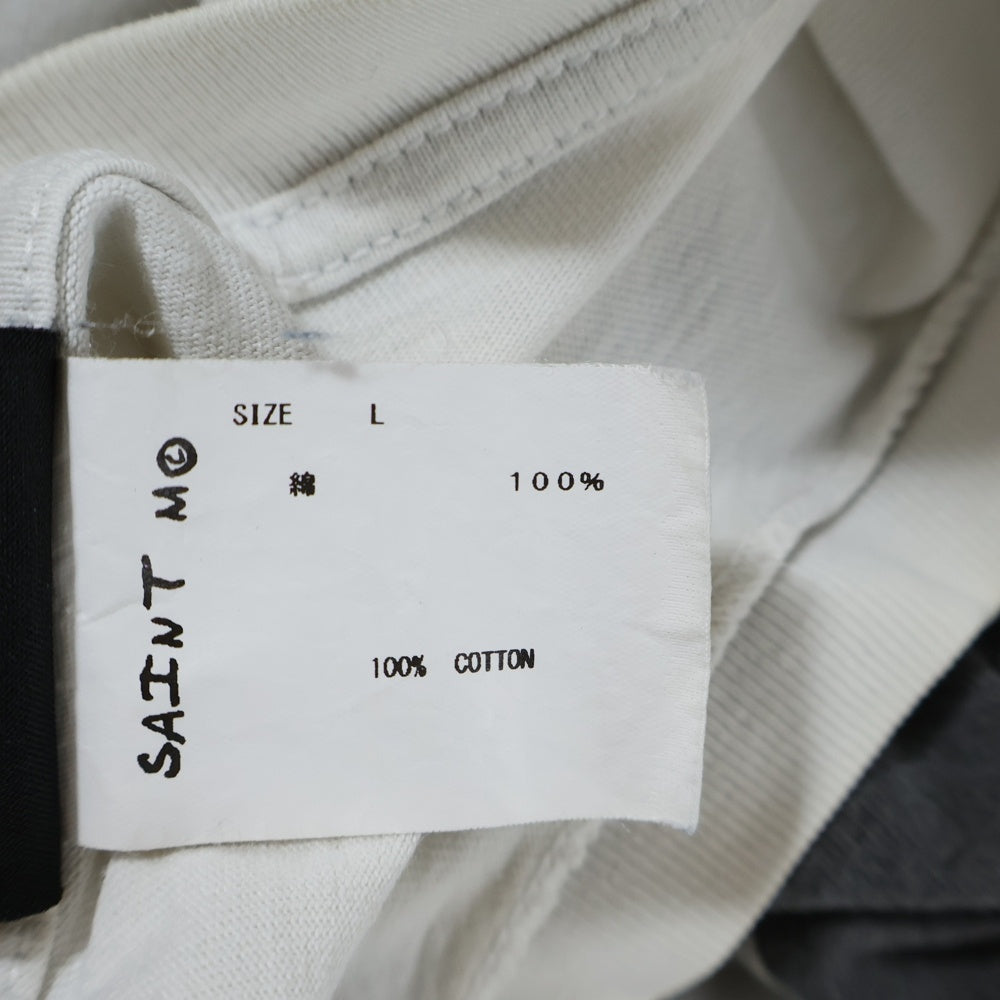 SIZE L
綿 100%
100% COTTON
SAINT M